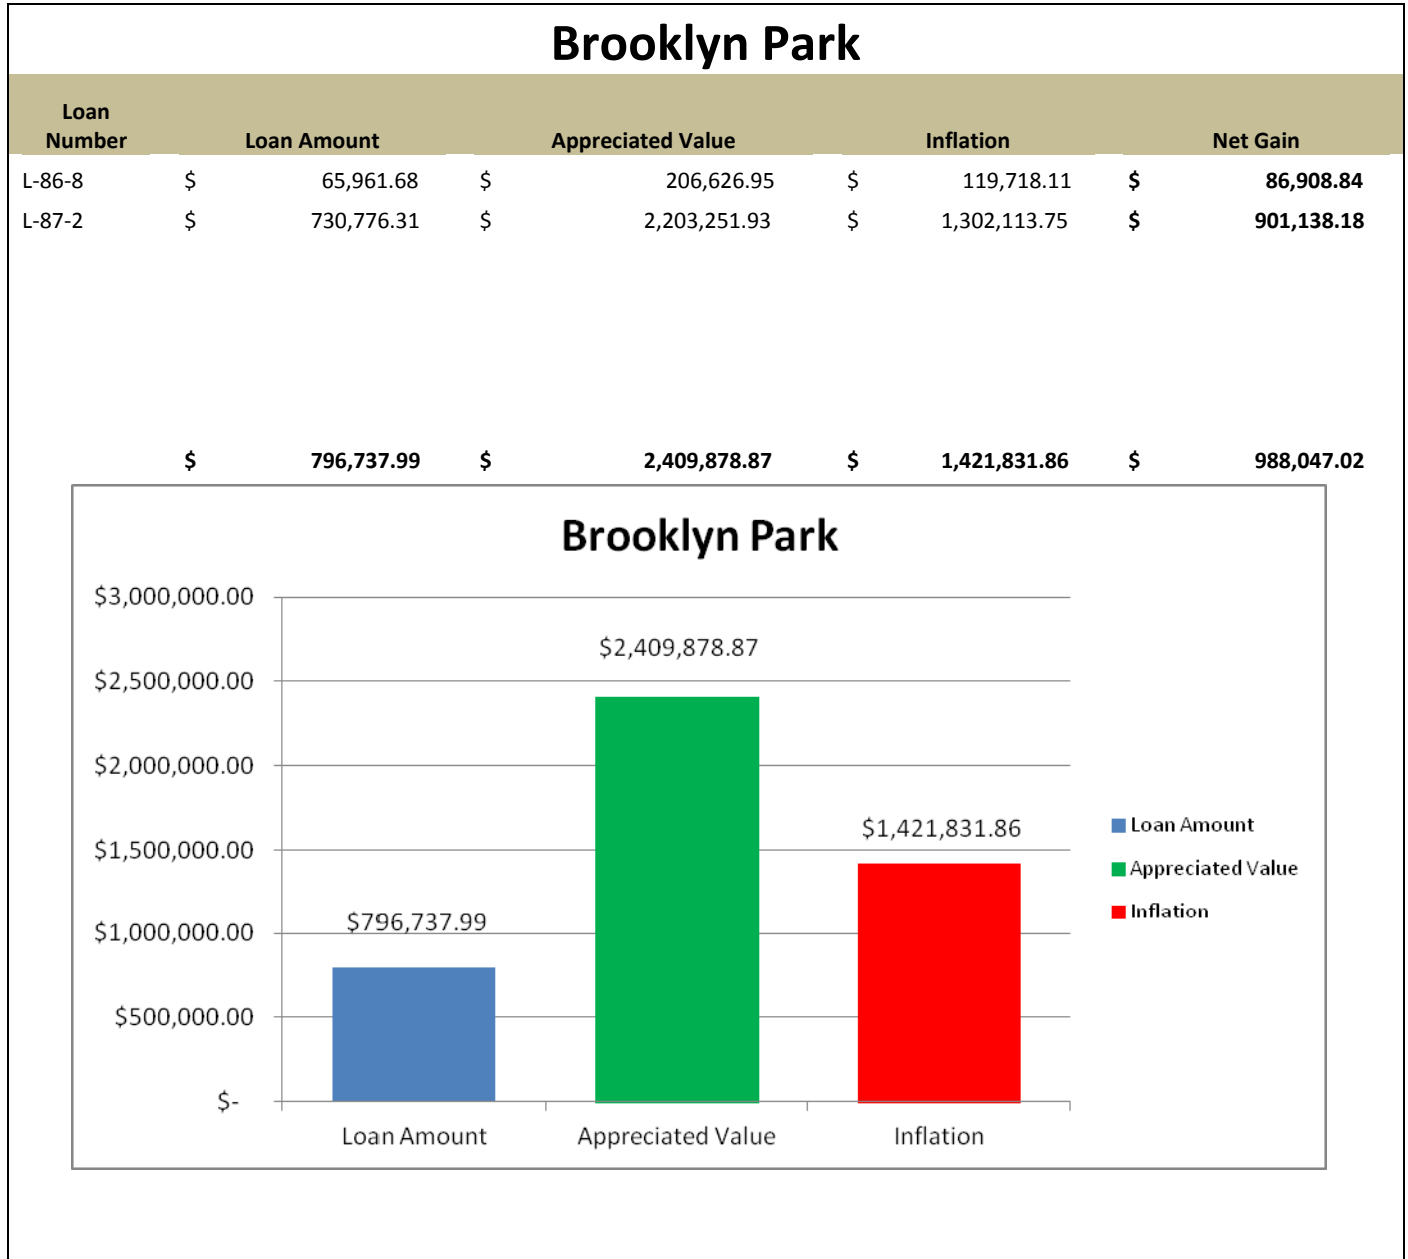 Brooklyn Park
Loan
Number Loan Amount Appreciated Value Inflation Net Gain
L-86-8 $ 65,961.68 $ 206,626.95 $ 119,718.11 $ 86,908.84
L-87-2 $ 730,776.31 $ 2,203,251.93 $ 1,302,113.75 $ 901,138.18
$ 796,737.99 $ 2,409,878.87 $ 1,421,831.86 $ 988,047.02
Brooklyn Park
$3,000,000.00
$2,409,878.87
$2,500,000.00
$2,000,000.00
$1,421,831.86
Loan Amount
$1,500,000.00
Appreciated Value
Inflation
$796,737.99
$1,000,000.00
$500,000.00
$-
Loan Amount Appreciated Value Inflation